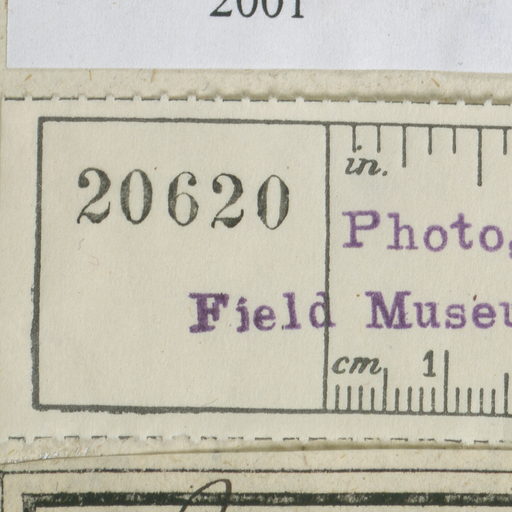 2001
20620
in.
Photo
Field Museu
cm 1